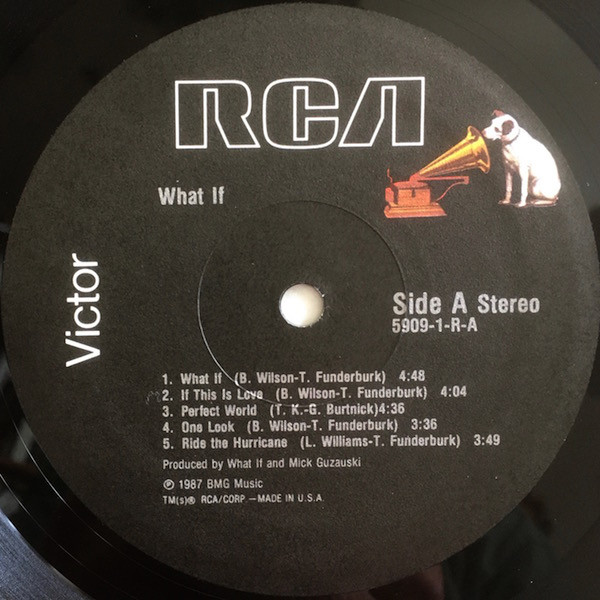 RCA
What If
Victor
Side A Stereo
5909-1-R-A
1. What If (B. Wilson-T. Funderburk) 4:48
2. If This Is Love (B. Wilson-T. Funderburk) 4:04
3. Perfect World (T. K.-G. Burtnick)4:36
4. One Look (B. Wilson-T. Funderburk) 3:36
5. Ride the Hurricane (L. Williams-T. Funderburk) 3:49
Produced by What If and Mick Guzauski
℗ 1987 BMG Music
TM(s)® RCA/CORP.—MADE IN U.S.A.